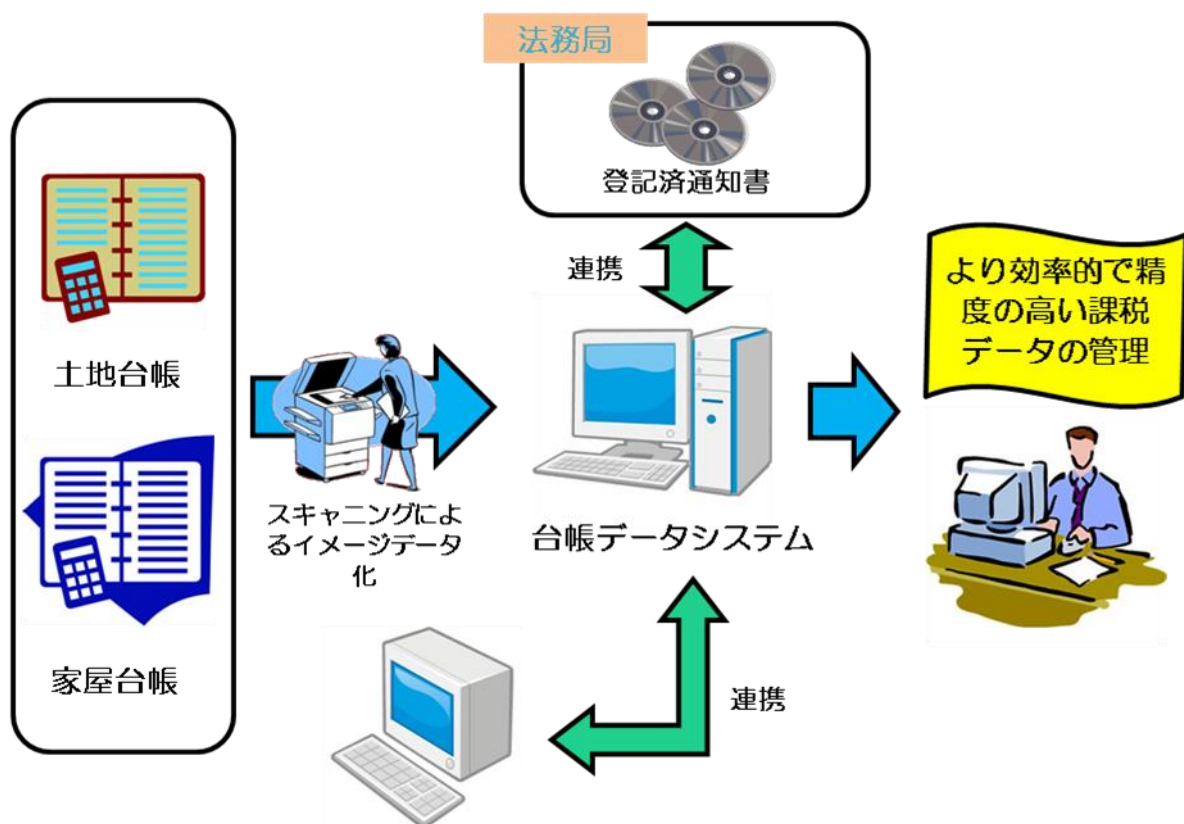 法務局
登記済通知書
連携
より効率的で精
度の高い課税
データの管理
土地台帳
スキャニングによ
るイメージデータ
化
台帳データシステム
家屋台帳
連携